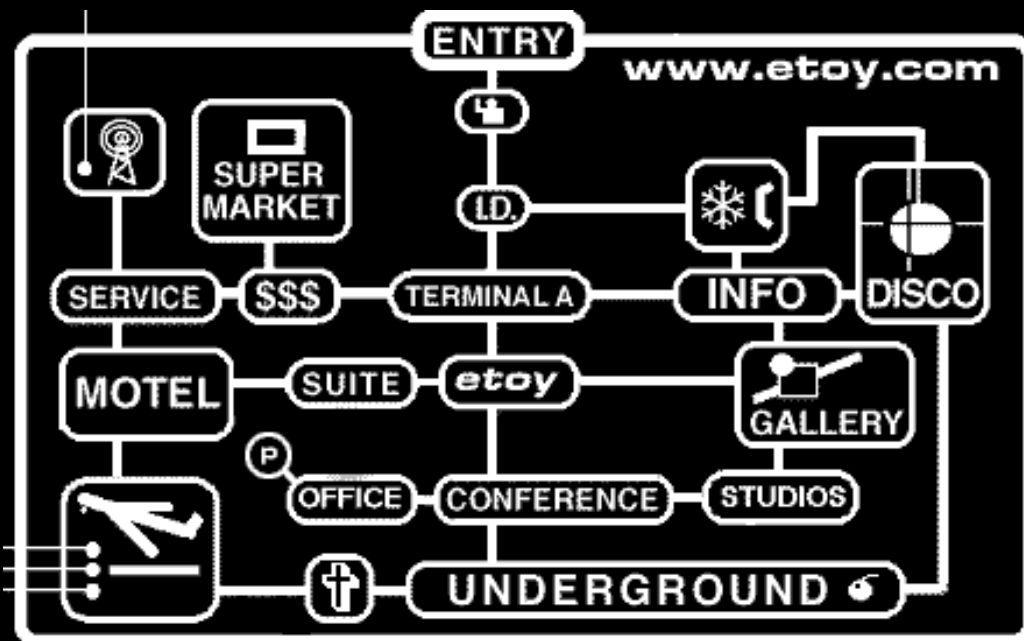 ENTRY
www.etoy.com
SUPER
MARKET
I.D.
SERVICE
$$$
TERMINAL A
INFO
DISCO
MOTEL
SUITE
etoy
GALLERY
P
OFFICE
CONFERENCE
STUDIOS
UNDERGROUND